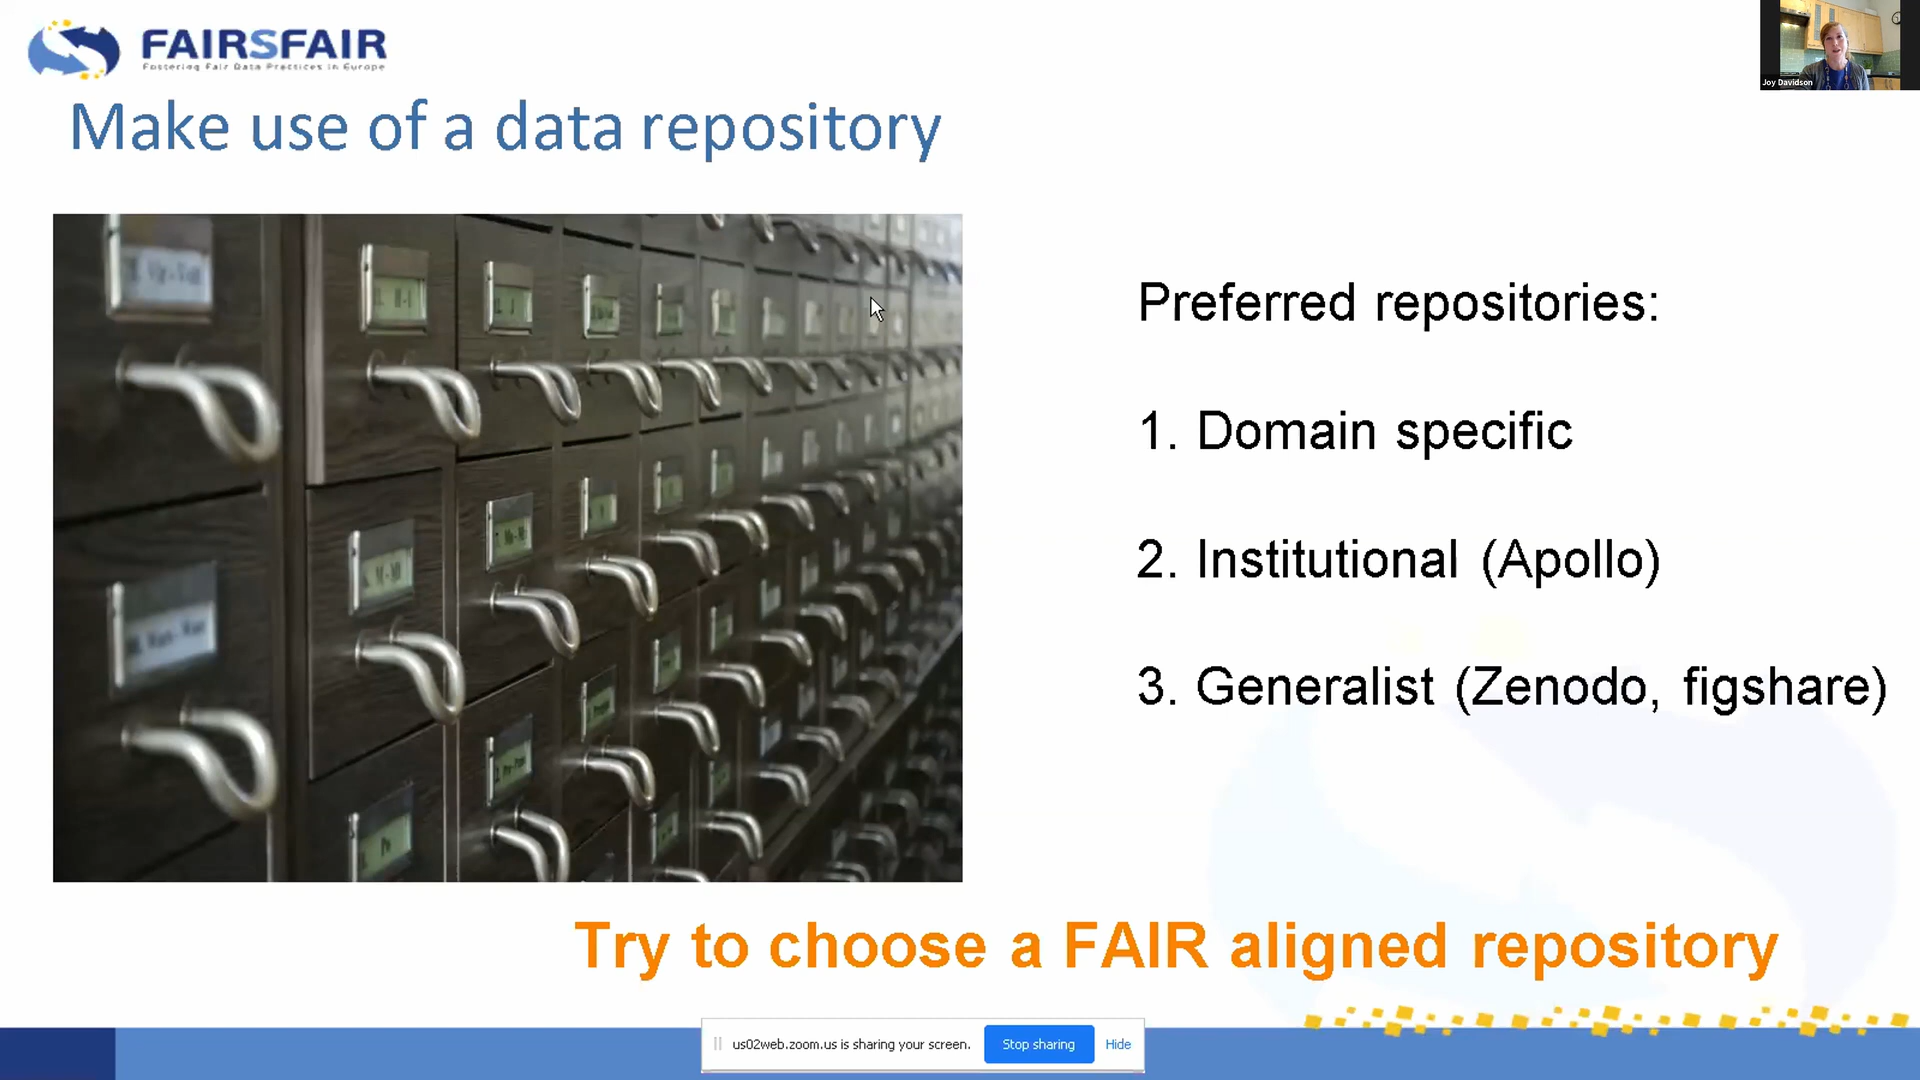 FAIRSFAIR
Fostering Fair Data Practices in Europe
Joy Davidson
Make use of a data repository
Preferred repositories:
1. Domain specific
2. Institutional (Apollo)
3. Generalist (Zenodo, figshare)
Try to choose a FAIR aligned repository
us02web.zoom.us is sharing your screen.
Stop sharing
Hide